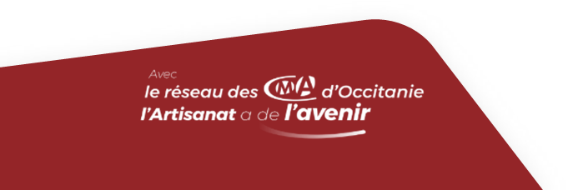 Avec
le réseau des CMA d'Occitanie
l'Artisanat a de l'avenir